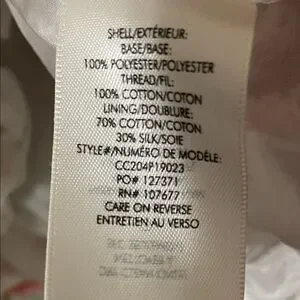 SHELL/EXTÉRIEUR:
BASE/BASE:
100% POLYESTER/POLYESTER
THREAD/FIL:
100% COTTON/COTON
LINING/DOUBLURE:
70% COTTON/COTON
30% SILK/SOIE
STYLE#/NUMÉRO DE MODÈLE:
CC204P19023
PO# 127371
RN# 107677
CARE ON REVERSE
ENTRETIEN AU VERSO